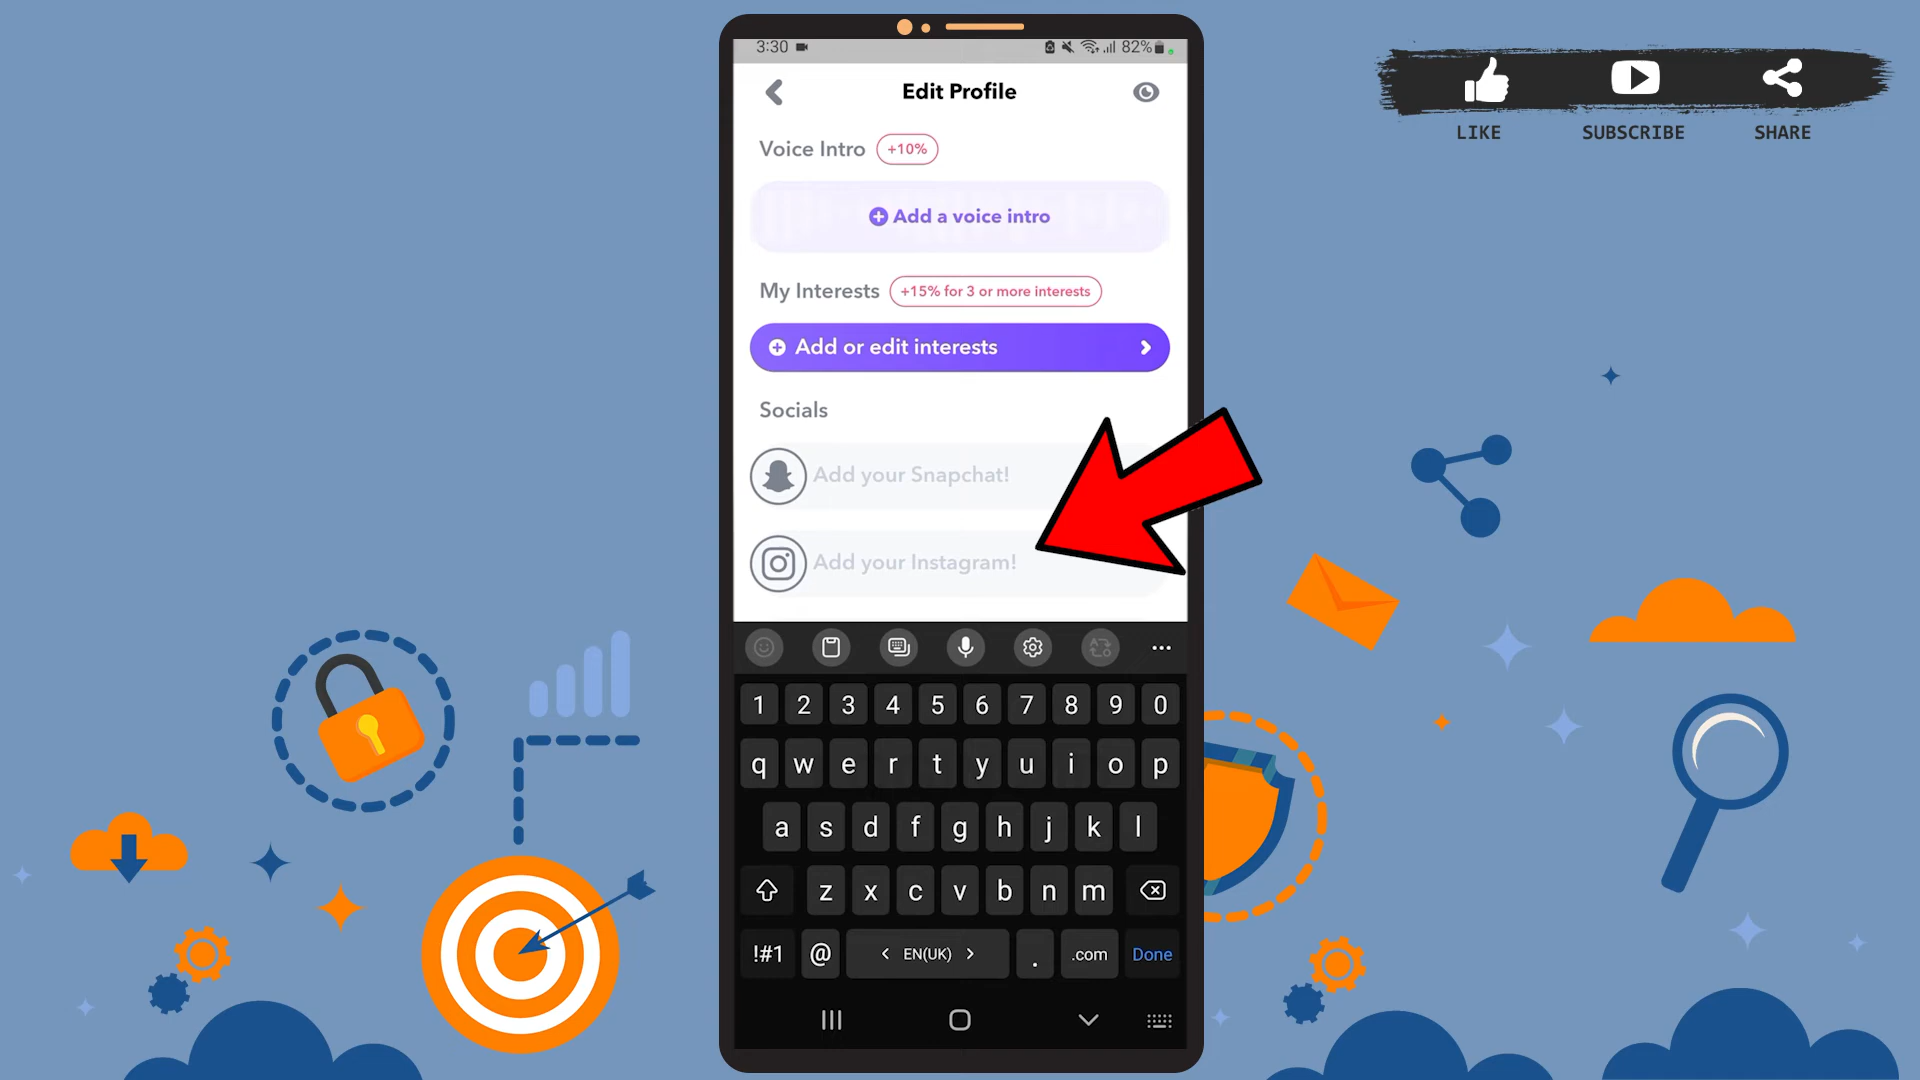 3:30 82%
LIKE SUBSCRIBE SHARE
Edit Profile
Voice Intro +10%
Add a voice intro
My Interests +15% for 3 or more interests
Add or edit interests
Socials
Add your Snapchat!
Add your Instagram!
1 2 3 4 5 6 7 8 9 0
q w e r t y u i o p
a s d f g h j k l
z x c v b n m
!#1 @ < EN(UK) > . .com Done